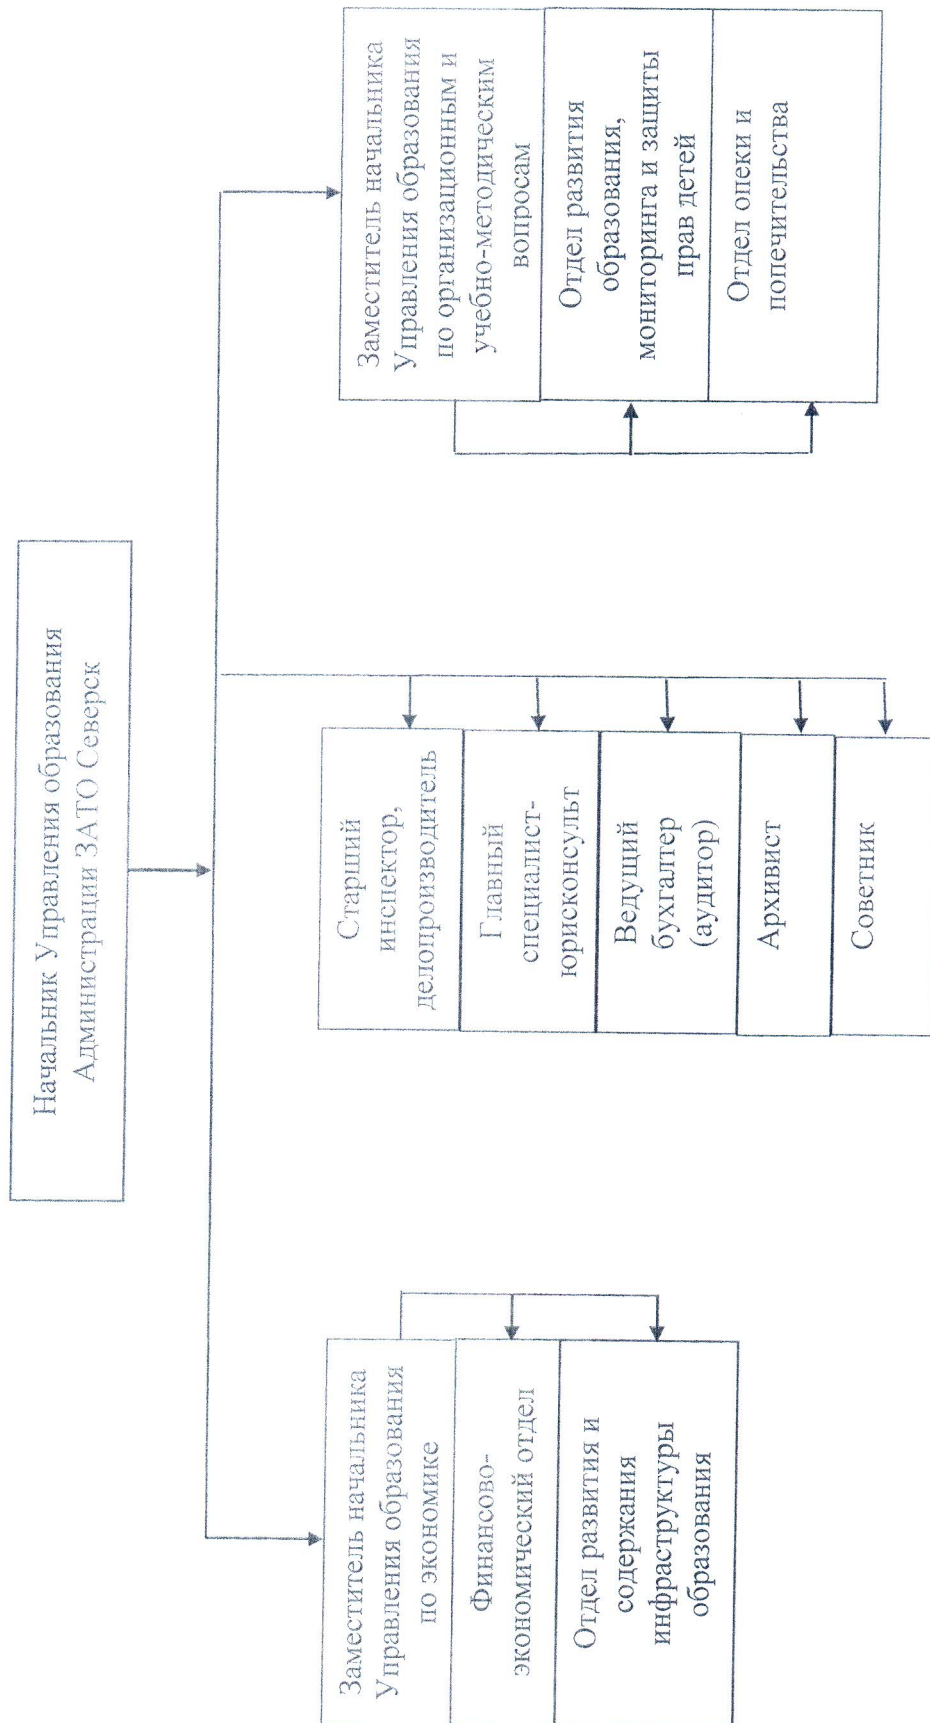 Начальник Управления образования
Администрации ЗАТО Северск
Заместитель начальника
Управления образования
по экономике
Финансово-
экономический отдел
Отдел развития и
содержания
инфраструктуры
образования
Старший
инспектор,
делопроизводитель
Главный
специалист-
юрисконсульт
Ведущий
бухгалтер
(аудитор)
Архивист
Советник
Заместитель начальника
Управления образования
по организационным и
учебно-методическим
вопросам
Отдел развития
образования,
мониторинга и защиты
прав детей
Отдел опеки и
попечительства